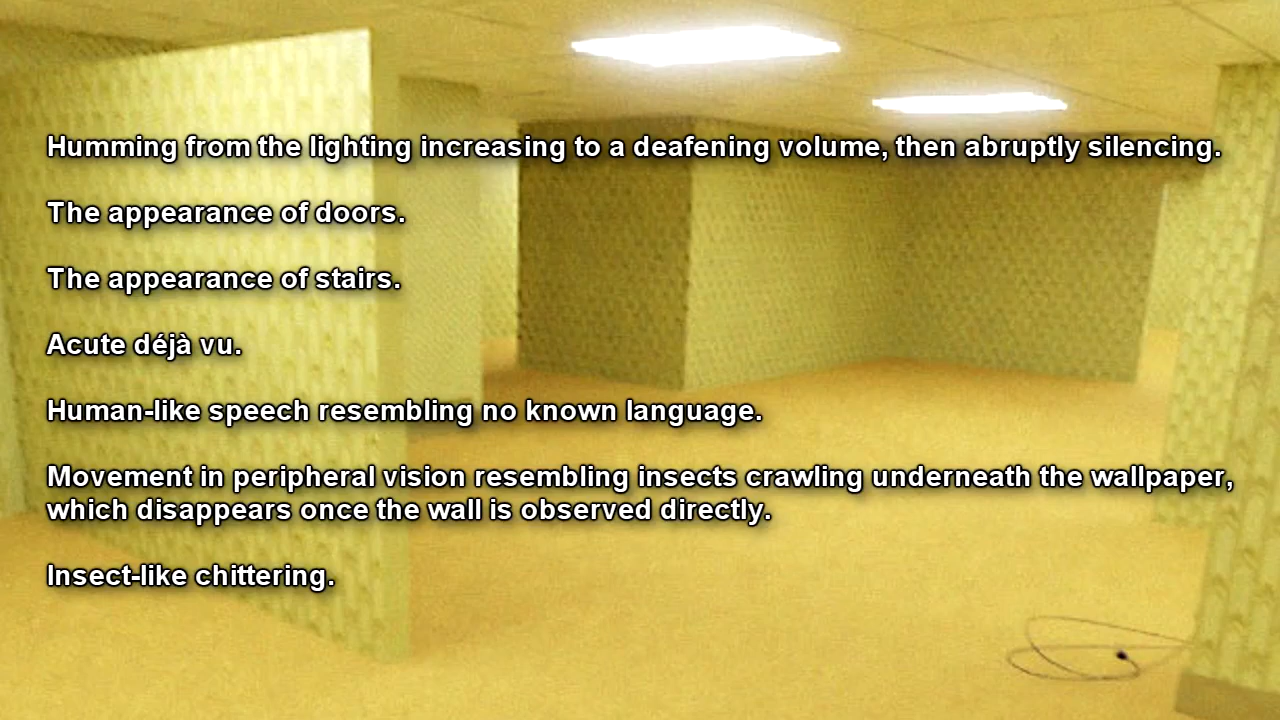 Humming from the lighting increasing to a deafening volume, then abruptly silencing.
The appearance of doors.
The appearance of stairs.
Acute déjà vu.
Human-like speech resembling no known language.
Movement in peripheral vision resembling insects crawling underneath the wallpaper,
which disappears once the wall is observed directly.
Insect-like chittering.